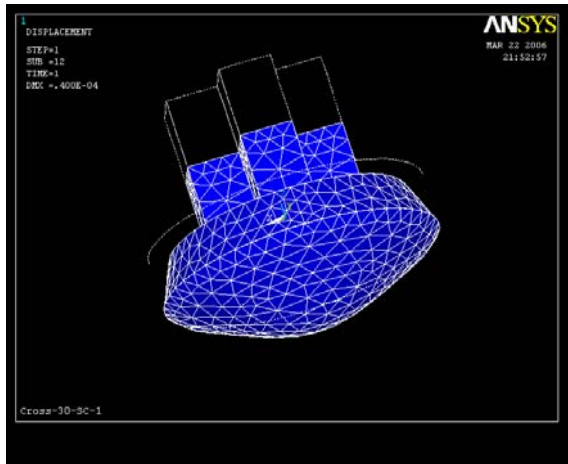 1
DISPLACEMENT
STEP=1
SUB =12
TIME=1
DMX =.400E-04
ANSYS
MAR 22 2006
21:52:57
Cross-30-SC-1